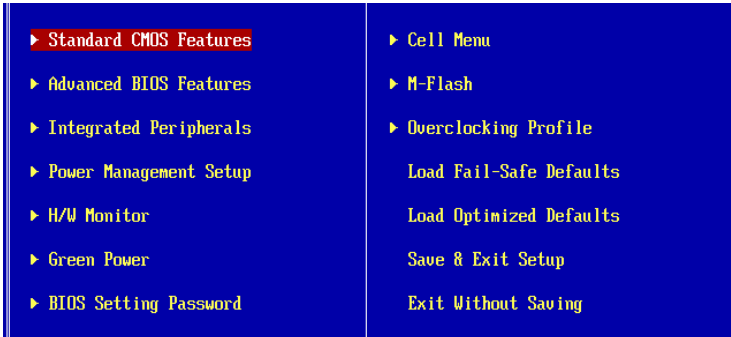 Standard CMOS Features
Advanced BIOS Features
Integrated Peripherals
Power Management Setup
H/W Monitor
Green Power
BIOS Setting Password
Cell Menu
M-Flash
Overclocking Profile
Load Fail-Safe Defaults
Load Optimized Defaults
Save & Exit Setup
Exit Without Saving